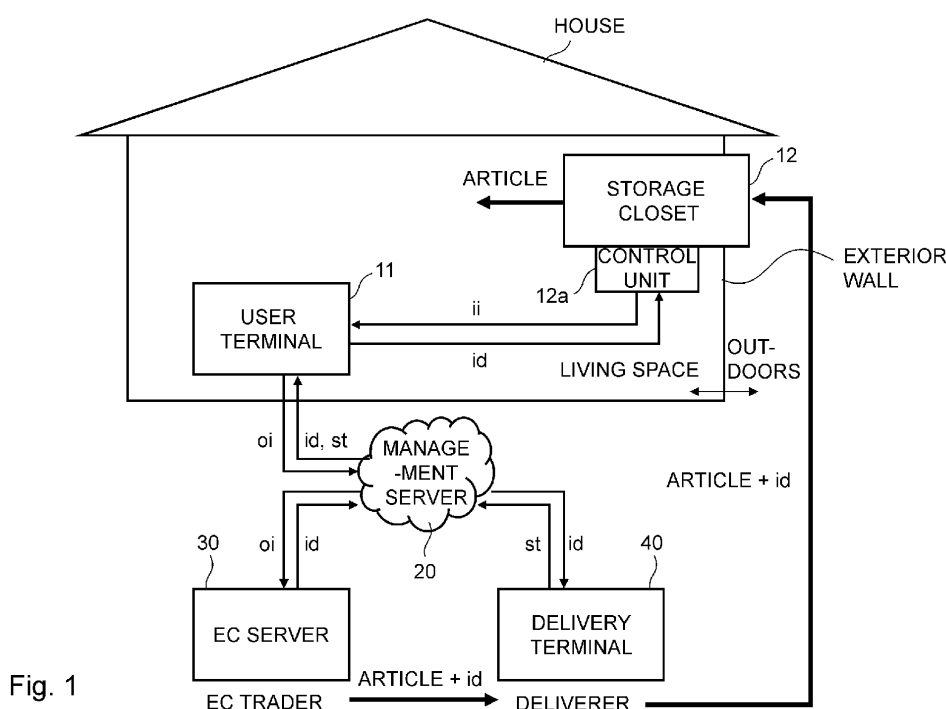 HOUSE
12
ARTICLE
STORAGE
CLOSET
CONTROL
UNIT
12a
EXTERIOR
WALL
11
USER
TERMINAL
ii
id
LIVING SPACE
OUT-
DOORS
oi
id, st
MANAGE
-MENT
SERVER
20
ARTICLE + id
oi
id
st
id
30
40
EC SERVER
DELIVERY
TERMINAL
Fig. 1
EC TRADER
ARTICLE + id
DELIVERER